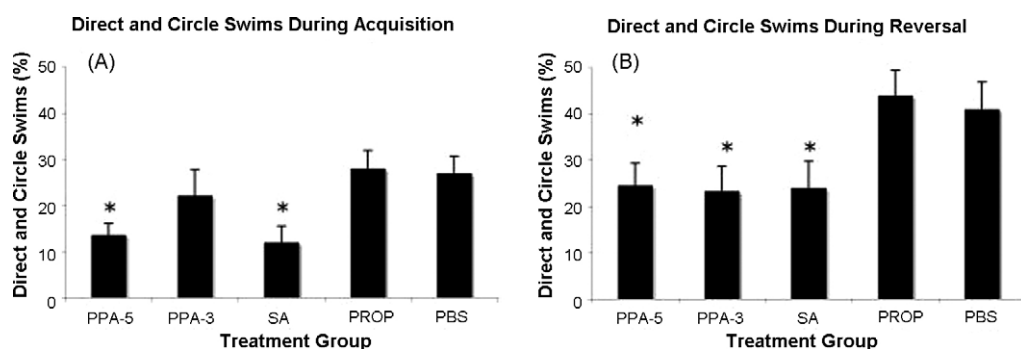 Direct and Circle Swims During Acquisition
(A)
Direct and Circle Swims (%)
50
40
30
20
10
0
*
*
PPA-5 PPA-3 SA PROP PBS
Treatment Group
Direct and Circle Swims During Reversal
(B)
Direct and Circle Swims (%)
50
40
30
20
10
0
*
*
*
PPA-5 PPA-3 SA PROP PBS
Treatment Group